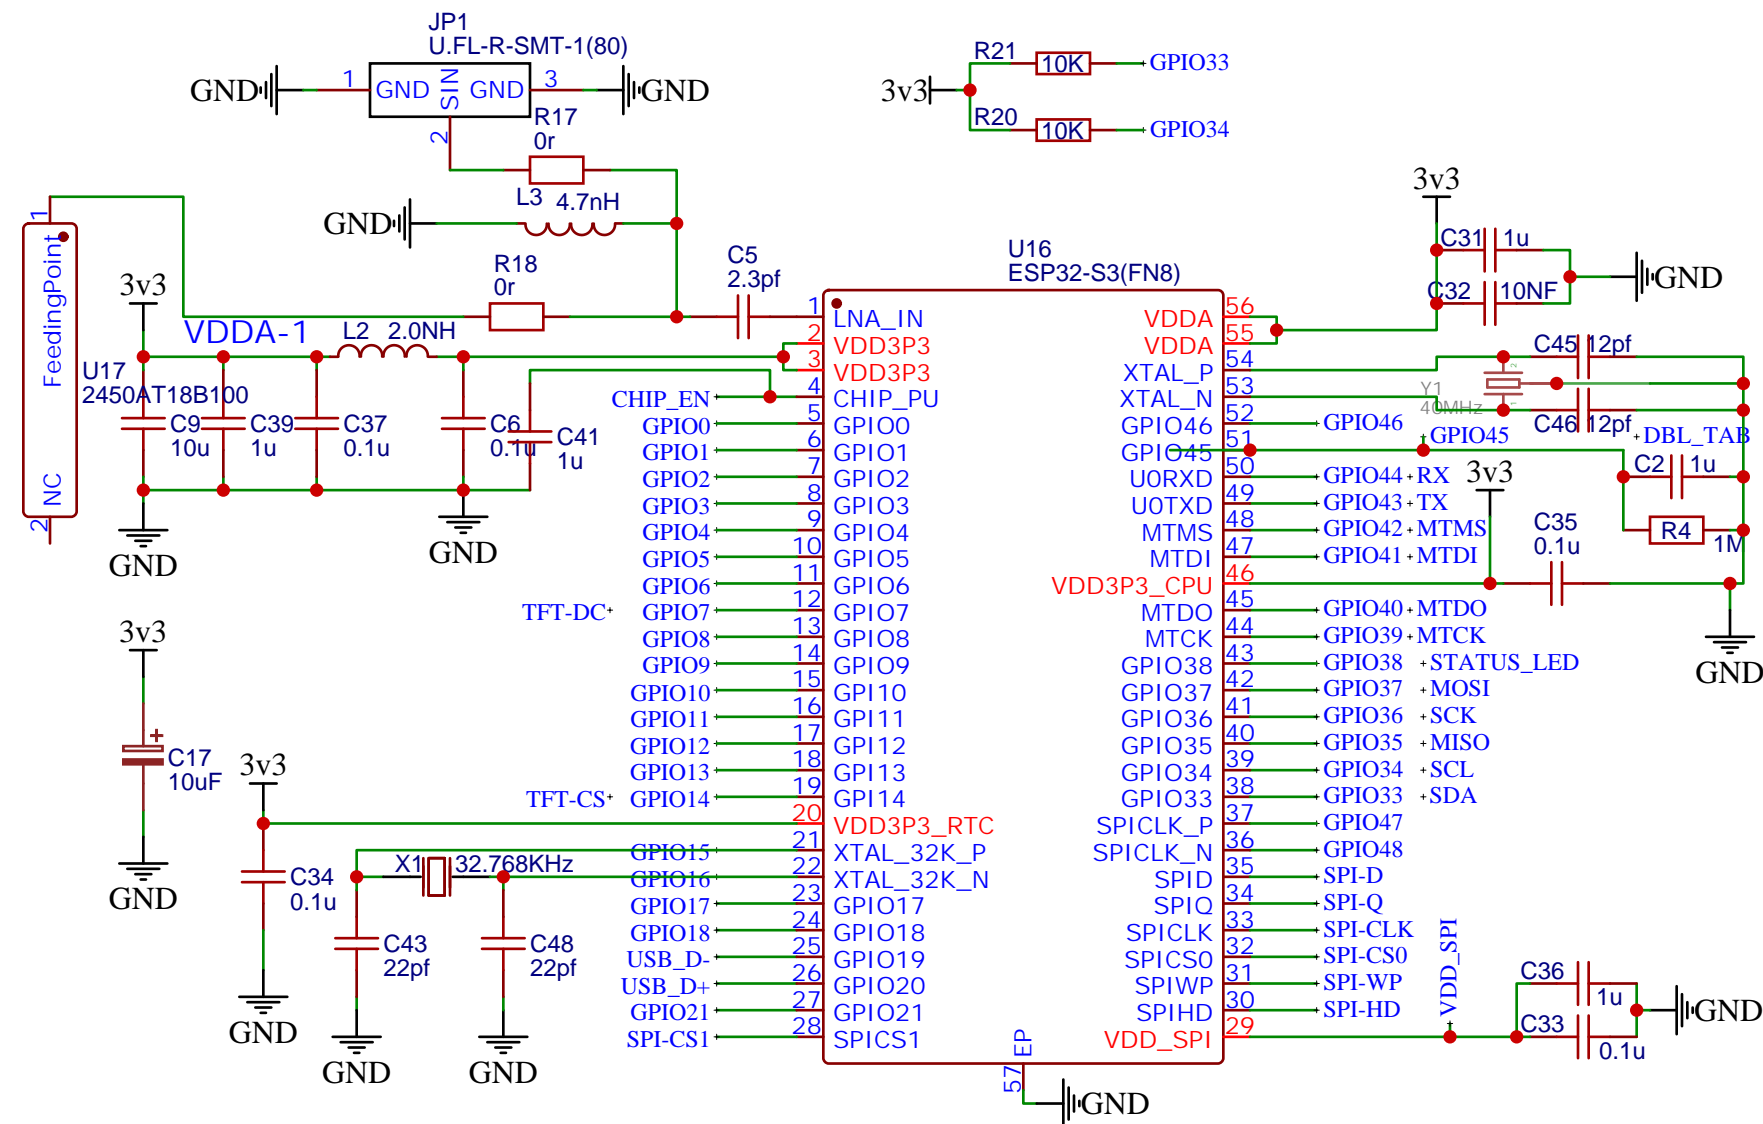 JP1
U.FL-R-SMT-1(80)
GND
1
GND
SIN
GND
3
GND
2
R17
0r
L3
4.7nH
GND
R18
0r
C5
2.3pf
R21
10K
GPIO33
3v3
R20
10K
GPIO34
1
FeedingPoint
NC
2
U17
2450AT18B100
3v3
VDDA-1
L2
2.0NH
C9
10u
C39
1u
C37
0.1u
C6
0.1u
C41
1u
GND
GND
3v3
C17
10uF
GND
3v3
C34
0.1u
GND
X1
32.768KHz
C43
22pf
GND
C48
22pf
GND
U16
ESP32-S3(FN8)
1 LNA_IN
2 VDD3P3
3 VDD3P3
CHIP_EN 4 CHIP_PU
GPIO0 5 GPIO0
GPIO1 6 GPIO1
GPIO2 7 GPIO2
GPIO3 8 GPIO3
GPIO4 9 GPIO4
GPIO5 10 GPIO5
GPIO6 11 GPIO6
TFT-DC GPIO7 12 GPIO7
GPIO8 13 GPIO8
GPIO9 14 GPIO9
GPIO10 15 GPI10
GPIO11 16 GPI11
GPIO12 17 GPI12
GPIO13 18 GPI13
TFT-CS GPIO14 19 GPI14
20 VDD3P3_RTC
GPIO15 21 XTAL_32K_P
GPIO16 22 XTAL_32K_N
GPIO17 23 GPIO17
GPIO18 24 GPIO18
USB_D- 25 GPIO19
USB_D+ 26 GPIO20
GPIO21 27 GPIO21
SPI-CS1 28 SPICS1
EP
57
GND
VDDA 56
VDDA 55
XTAL_P 54
XTAL_N 53
GPIO46 52 GPIO46
GPIO45 51 GPIO45
U0RXD 50 GPIO44 RX
U0TXD 49 GPIO43 TX
MTMS 48 GPIO42 MTMS
MTDI 47 GPIO41 MTDI
VDD3P3_CPU 46
MTDO 45 GPIO40 MTDO
MTCK 44 GPIO39 MTCK
GPIO38 43 GPIO38 STATUS_LED
GPIO37 42 GPIO37 MOSI
GPIO36 41 GPIO36 SCK
GPIO35 40 GPIO35 MISO
GPIO34 39 GPIO34 SCL
GPIO33 38 GPIO33 SDA
SPICLK_P 37 GPIO47
SPICLK_N 36 GPIO48
SPID 35 SPI-D
SPIQ 34 SPI-Q
SPICLK 33 SPI-CLK
SPICS0 32 SPI-CS0
SPIWP 31 SPI-WP
SPIHD 30 SPI-HD
VDD_SPI 29
VDD_SPI
C36
1u
C33
0.1u
GND
3v3
C31 1u
C32 10NF
GND
C45 12pf
Y1
40MHz
C46 12pf
DBL_TAB
C2 1u
R4
1M
3v3
C35
0.1u
GND